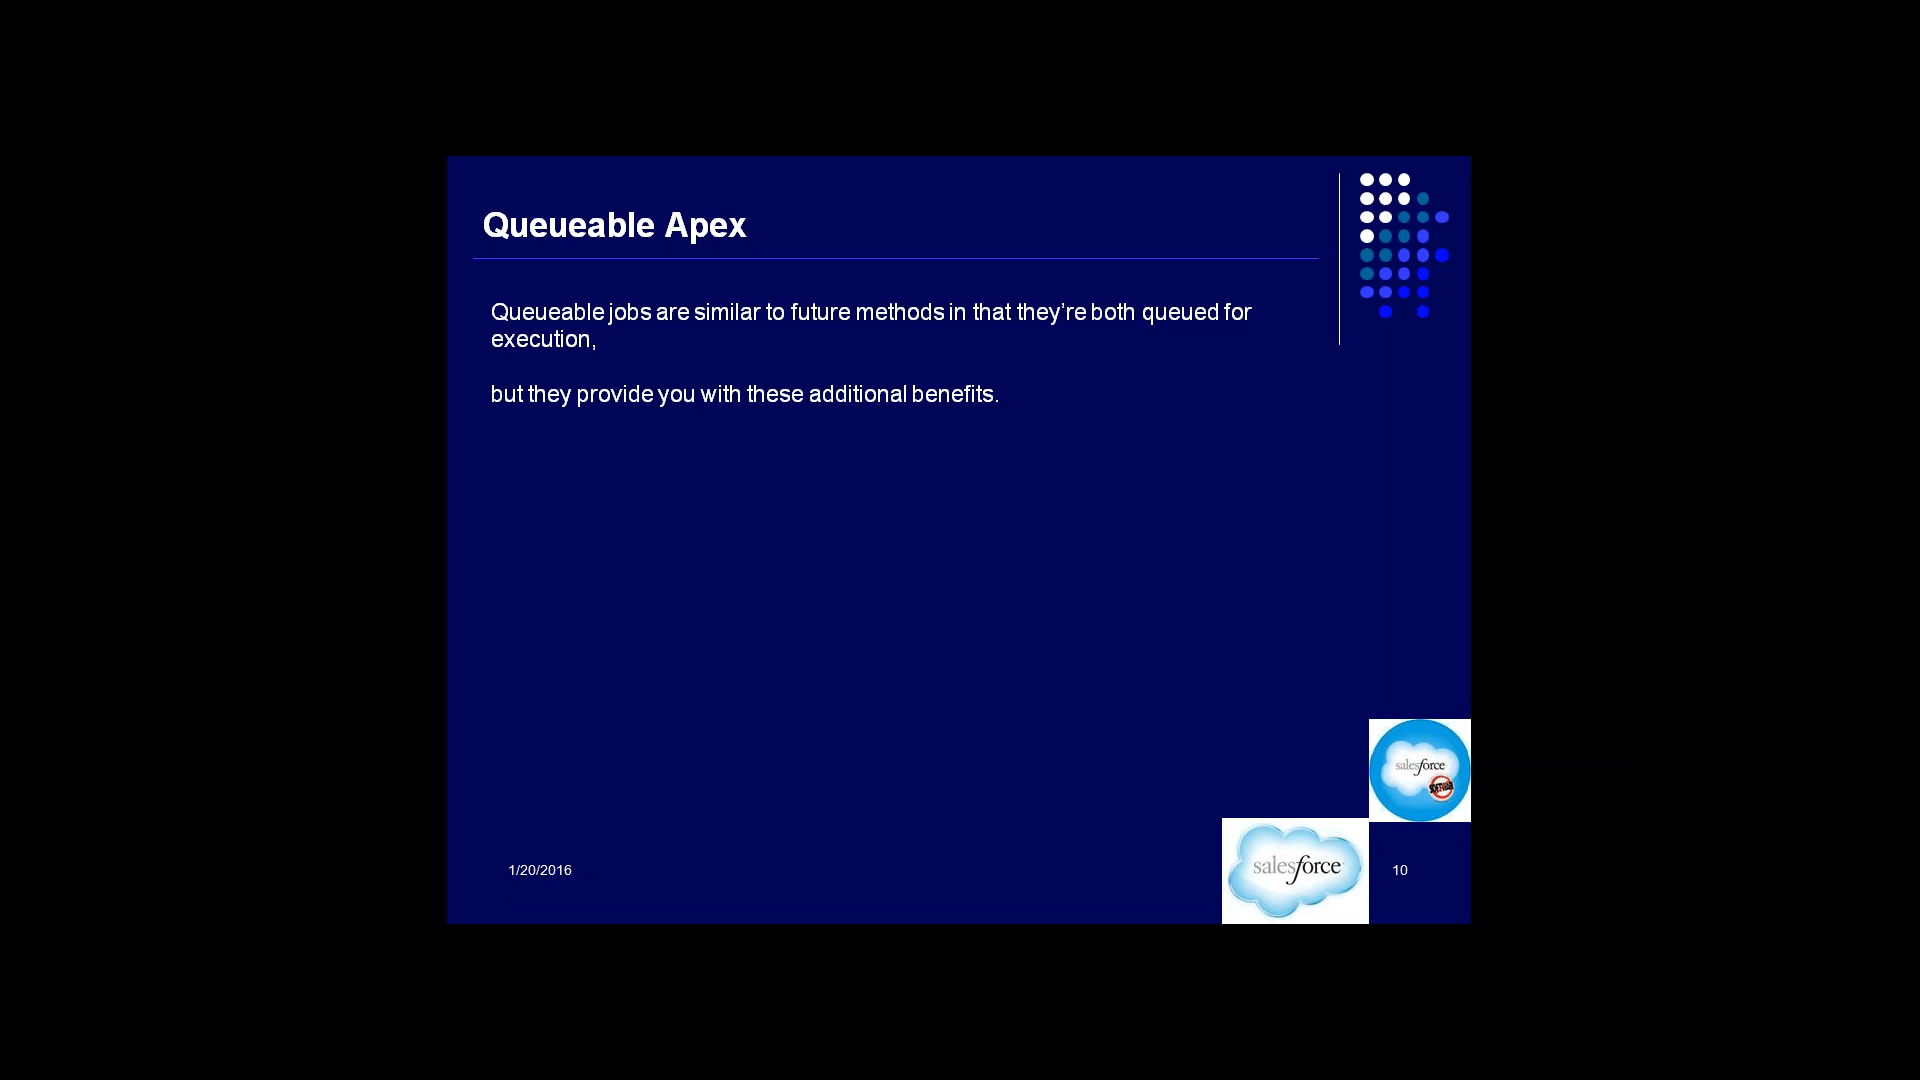 Queueable Apex
Queueable jobs are similar to future methods in that they’re both queued for
execution,
but they provide you with these additional benefits.
salesforce
SOFTWARE
salesforce
1/20/2016
10